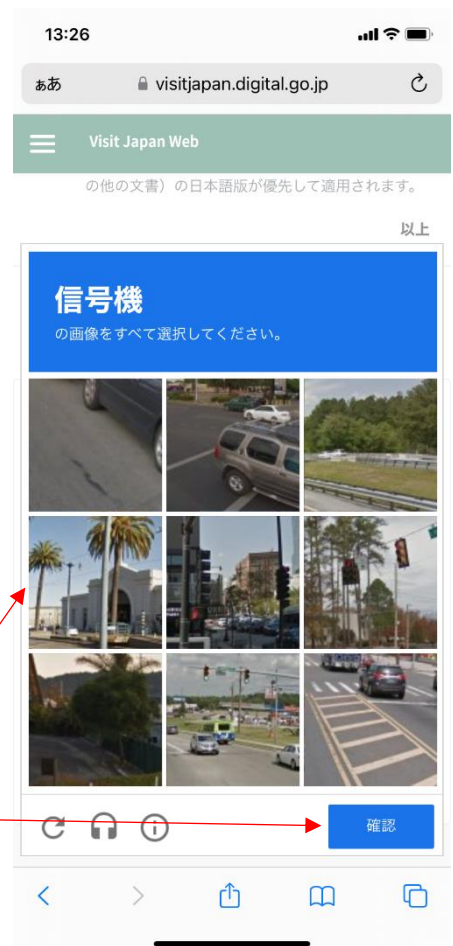 13:26
ぁあ visitjapan.digital.go.jp
Visit Japan Web
の他の文書）の日本語版が優先して適用されます。
以上
信号機
の画像をすべて選択してください。
確認